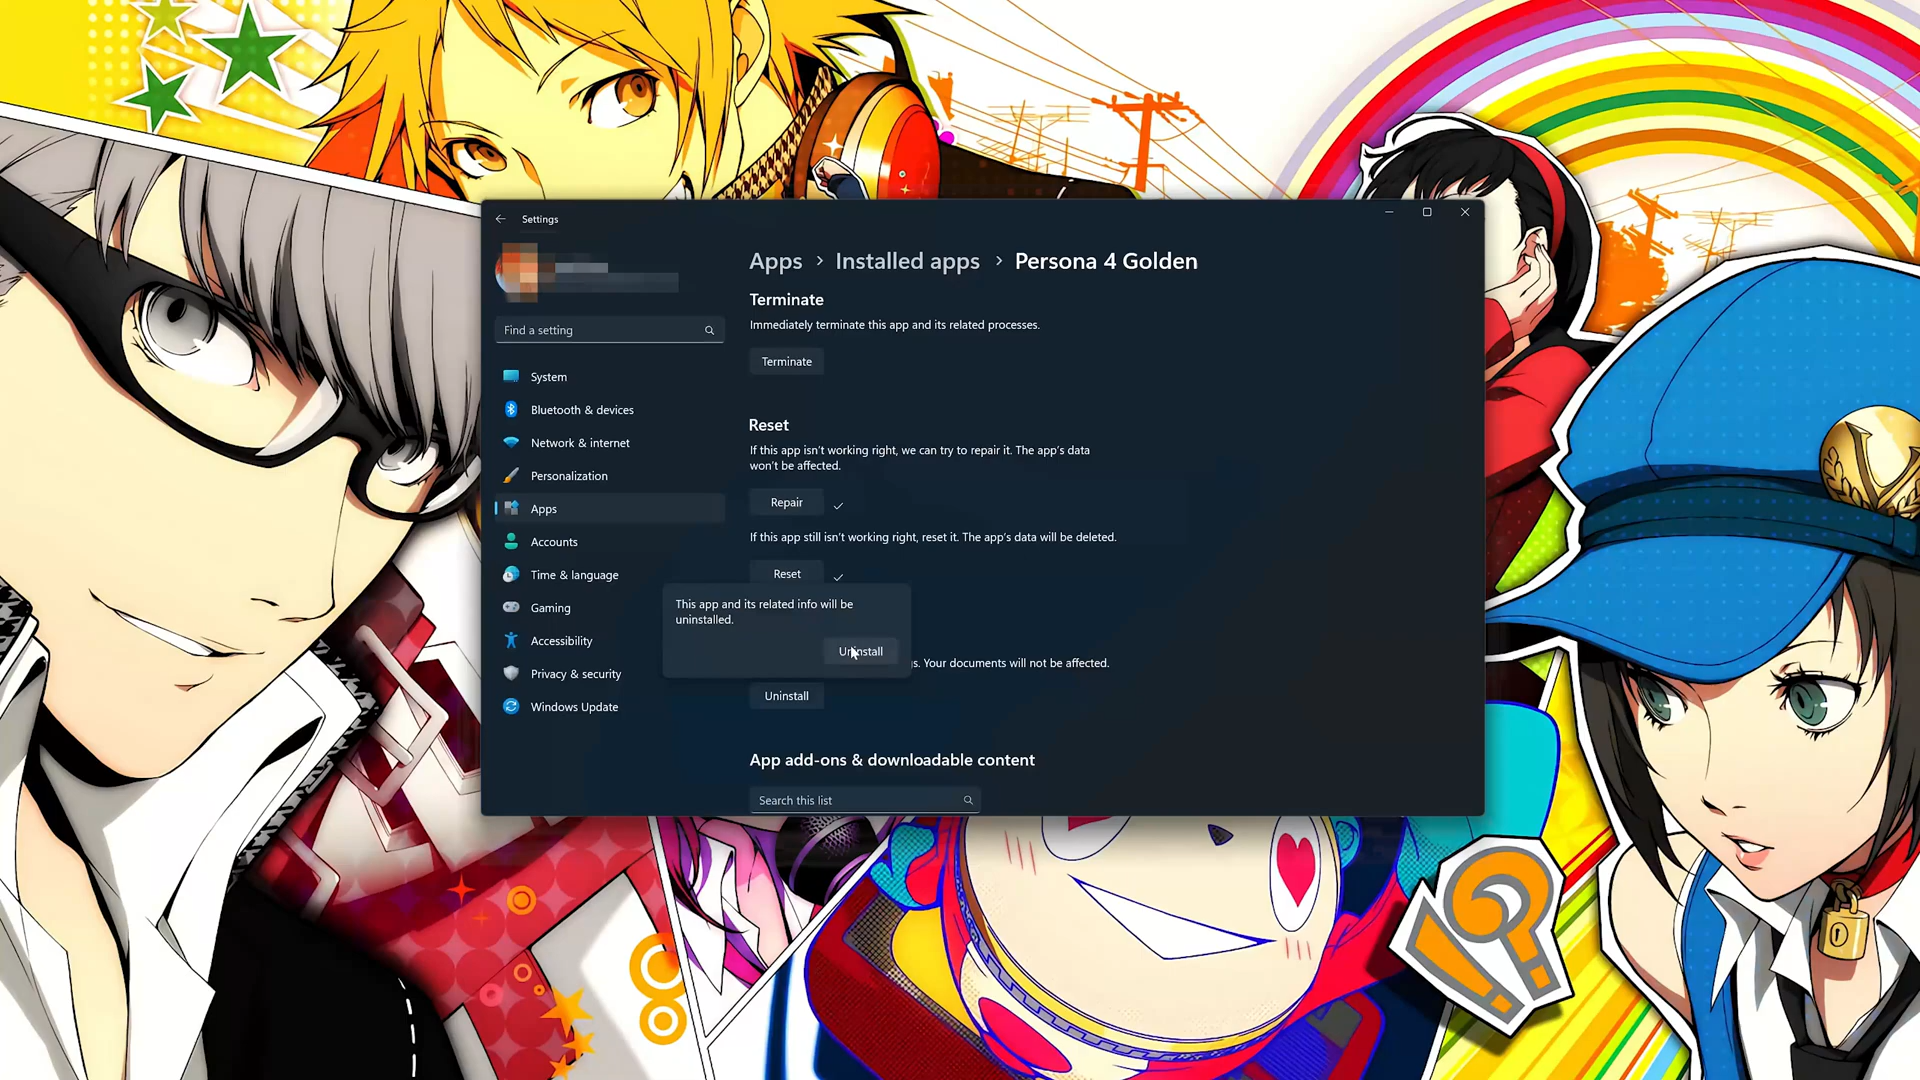 Settings
Apps > Installed apps > Persona 4 Golden
Find a setting
System
Bluetooth & devices
Network & internet
Personalization
Apps
Accounts
Time & language
Gaming
Accessibility
Privacy & security
Windows Update
Terminate
Immediately terminate this app and its related processes.
Terminate
Reset
If this app isn't working right, we can try to repair it. The app's data
won't be affected.
Repair
If this app still isn't working right, reset it. The app's data will be deleted.
Reset
This app and its related info will be
uninstalled.
Uninstall
s. Your documents will not be affected.
Uninstall
App add-ons & downloadable content
Search this list
V
!?